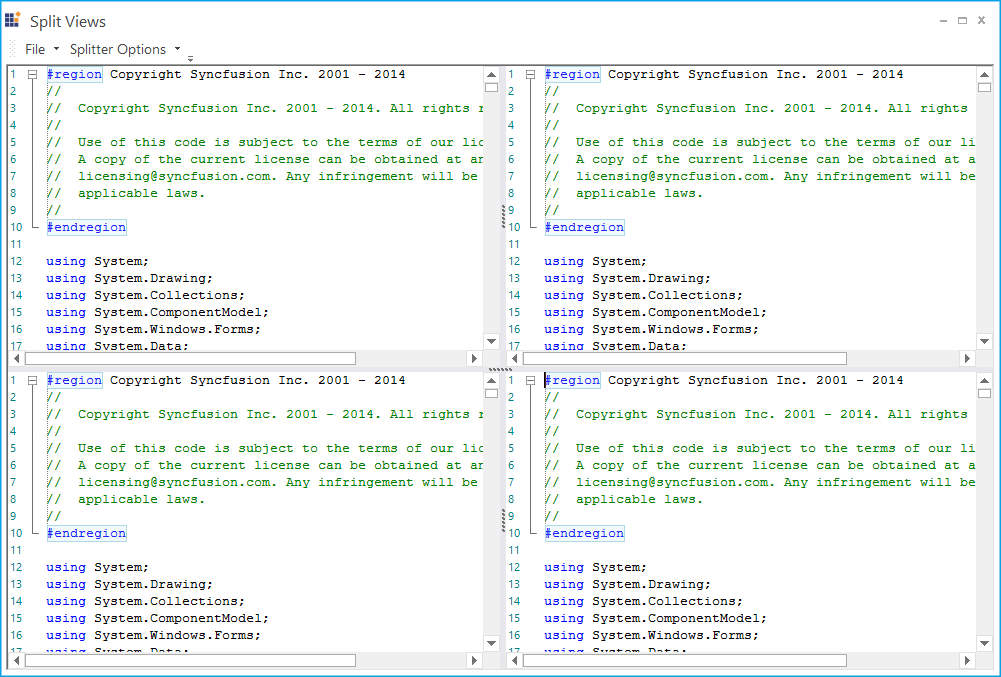 Split Views
File Splitter Options
1 #region Copyright Syncfusion Inc. 2001 - 2014
2 //
3 //  Copyright Syncfusion Inc. 2001 - 2014. All rights r
4 //
5 //  Use of this code is subject to the terms of our lic
6 //  A copy of the current license can be obtained at an
7 //  licensing@syncfusion.com. Any infringement will be
8 //  applicable laws.
9 //
10 #endregion
11
12 using System;
13 using System.Drawing;
14 using System.Collections;
15 using System.ComponentModel;
16 using System.Windows.Forms;
17 using System.Data;
1 #region Copyright Syncfusion Inc. 2001 - 2014
2 //
3 //  Copyright Syncfusion Inc. 2001 - 2014. All rights
4 //
5 //  Use of this code is subject to the terms of our li
6 //  A copy of the current license can be obtained at a
7 //  licensing@syncfusion.com. Any infringement will be
8 //  applicable laws.
9 //
10 #endregion
11
12 using System;
13 using System.Drawing;
14 using System.Collections;
15 using System.ComponentModel;
16 using System.Windows.Forms;
17 using System.Data;
1 #region Copyright Syncfusion Inc. 2001 - 2014
2 //
3 //  Copyright Syncfusion Inc. 2001 - 2014. All rights r
4 //
5 //  Use of this code is subject to the terms of our lic
6 //  A copy of the current license can be obtained at an
7 //  licensing@syncfusion.com. Any infringement will be
8 //  applicable laws.
9 //
10 #endregion
11
12 using System;
13 using System.Drawing;
14 using System.Collections;
15 using System.ComponentModel;
16 using System.Windows.Forms;
17 using System.Data;
1 #region Copyright Syncfusion Inc. 2001 - 2014
2 //
3 //  Copyright Syncfusion Inc. 2001 - 2014. All rights
4 //
5 //  Use of this code is subject to the terms of our li
6 //  A copy of the current license can be obtained at a
7 //  licensing@syncfusion.com. Any infringement will be
8 //  applicable laws.
9 //
10 #endregion
11
12 using System;
13 using System.Drawing;
14 using System.Collections;
15 using System.ComponentModel;
16 using System.Windows.Forms;
17 using System.Data;